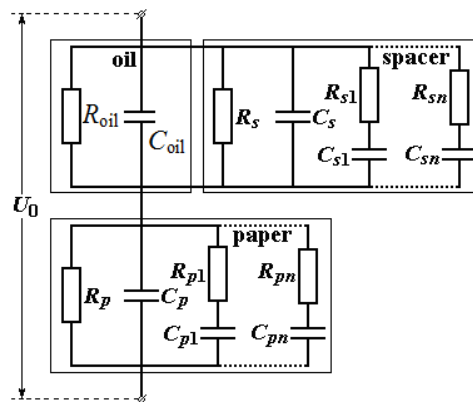 oil
spacer
R_oil
C_oil
R_s
C_s
R_s1
C_s1
R_sn
C_sn
U_0
paper
R_p
C_p
R_p1
C_p1
R_pn
C_pn